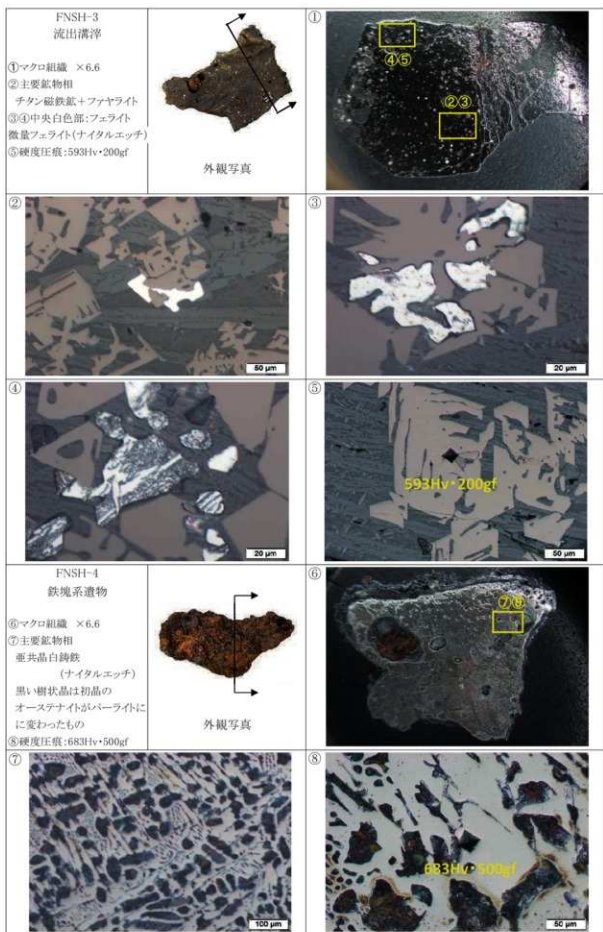 FNSH-3
流出溝滓
①マクロ組織 ×6.6
②主要鉱物相
チタン磁鉄鉱＋ファヤライト
③④中央白色部:フェライト
微量フェライト(ナイタルエッチ)
⑤硬度圧痕:593Hv・200gf
外観写真
①
④⑤
②③
②
50 μm
③
20 μm
④
20 μm
⑤
593Hv・200gf
50 μm
FNSH-4
鉄塊系遺物
⑥マクロ組織 ×6.6
⑦主要鉱物相
亜共晶白鋳鉄
(ナイタルエッチ)
黒い樹状晶は初晶の
オーステナイトがパーライトに
に変わったもの
⑧硬度圧痕:683Hv・500gf
外観写真
⑥
⑦⑧
⑦
100 μm
⑧
683Hv・500gf
50 μm